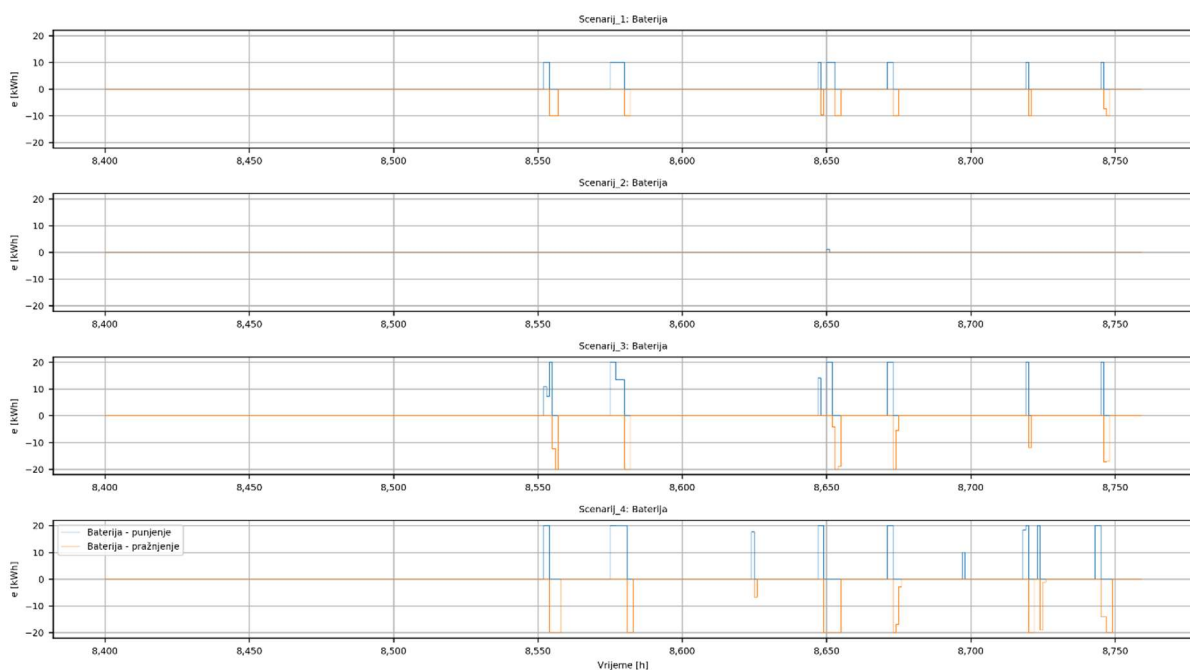 Scenarij_1: Baterija
20
10
0
−10
−20
e [kWh]
8,400 8,450 8,500 8,550 8,600 8,650 8,700 8,750
Scenarij_2: Baterija
20
10
0
−10
−20
e [kWh]
8,400 8,450 8,500 8,550 8,600 8,650 8,700 8,750
Scenarij_3: Baterija
20
10
0
−10
−20
e [kWh]
8,400 8,450 8,500 8,550 8,600 8,650 8,700 8,750
Scenarij_4: Baterija
Baterija - punjenje
Baterija - pražnjenje
20
10
0
−10
−20
e [kWh]
8,400 8,450 8,500 8,550 8,600 8,650 8,700 8,750
Vrijeme [h]